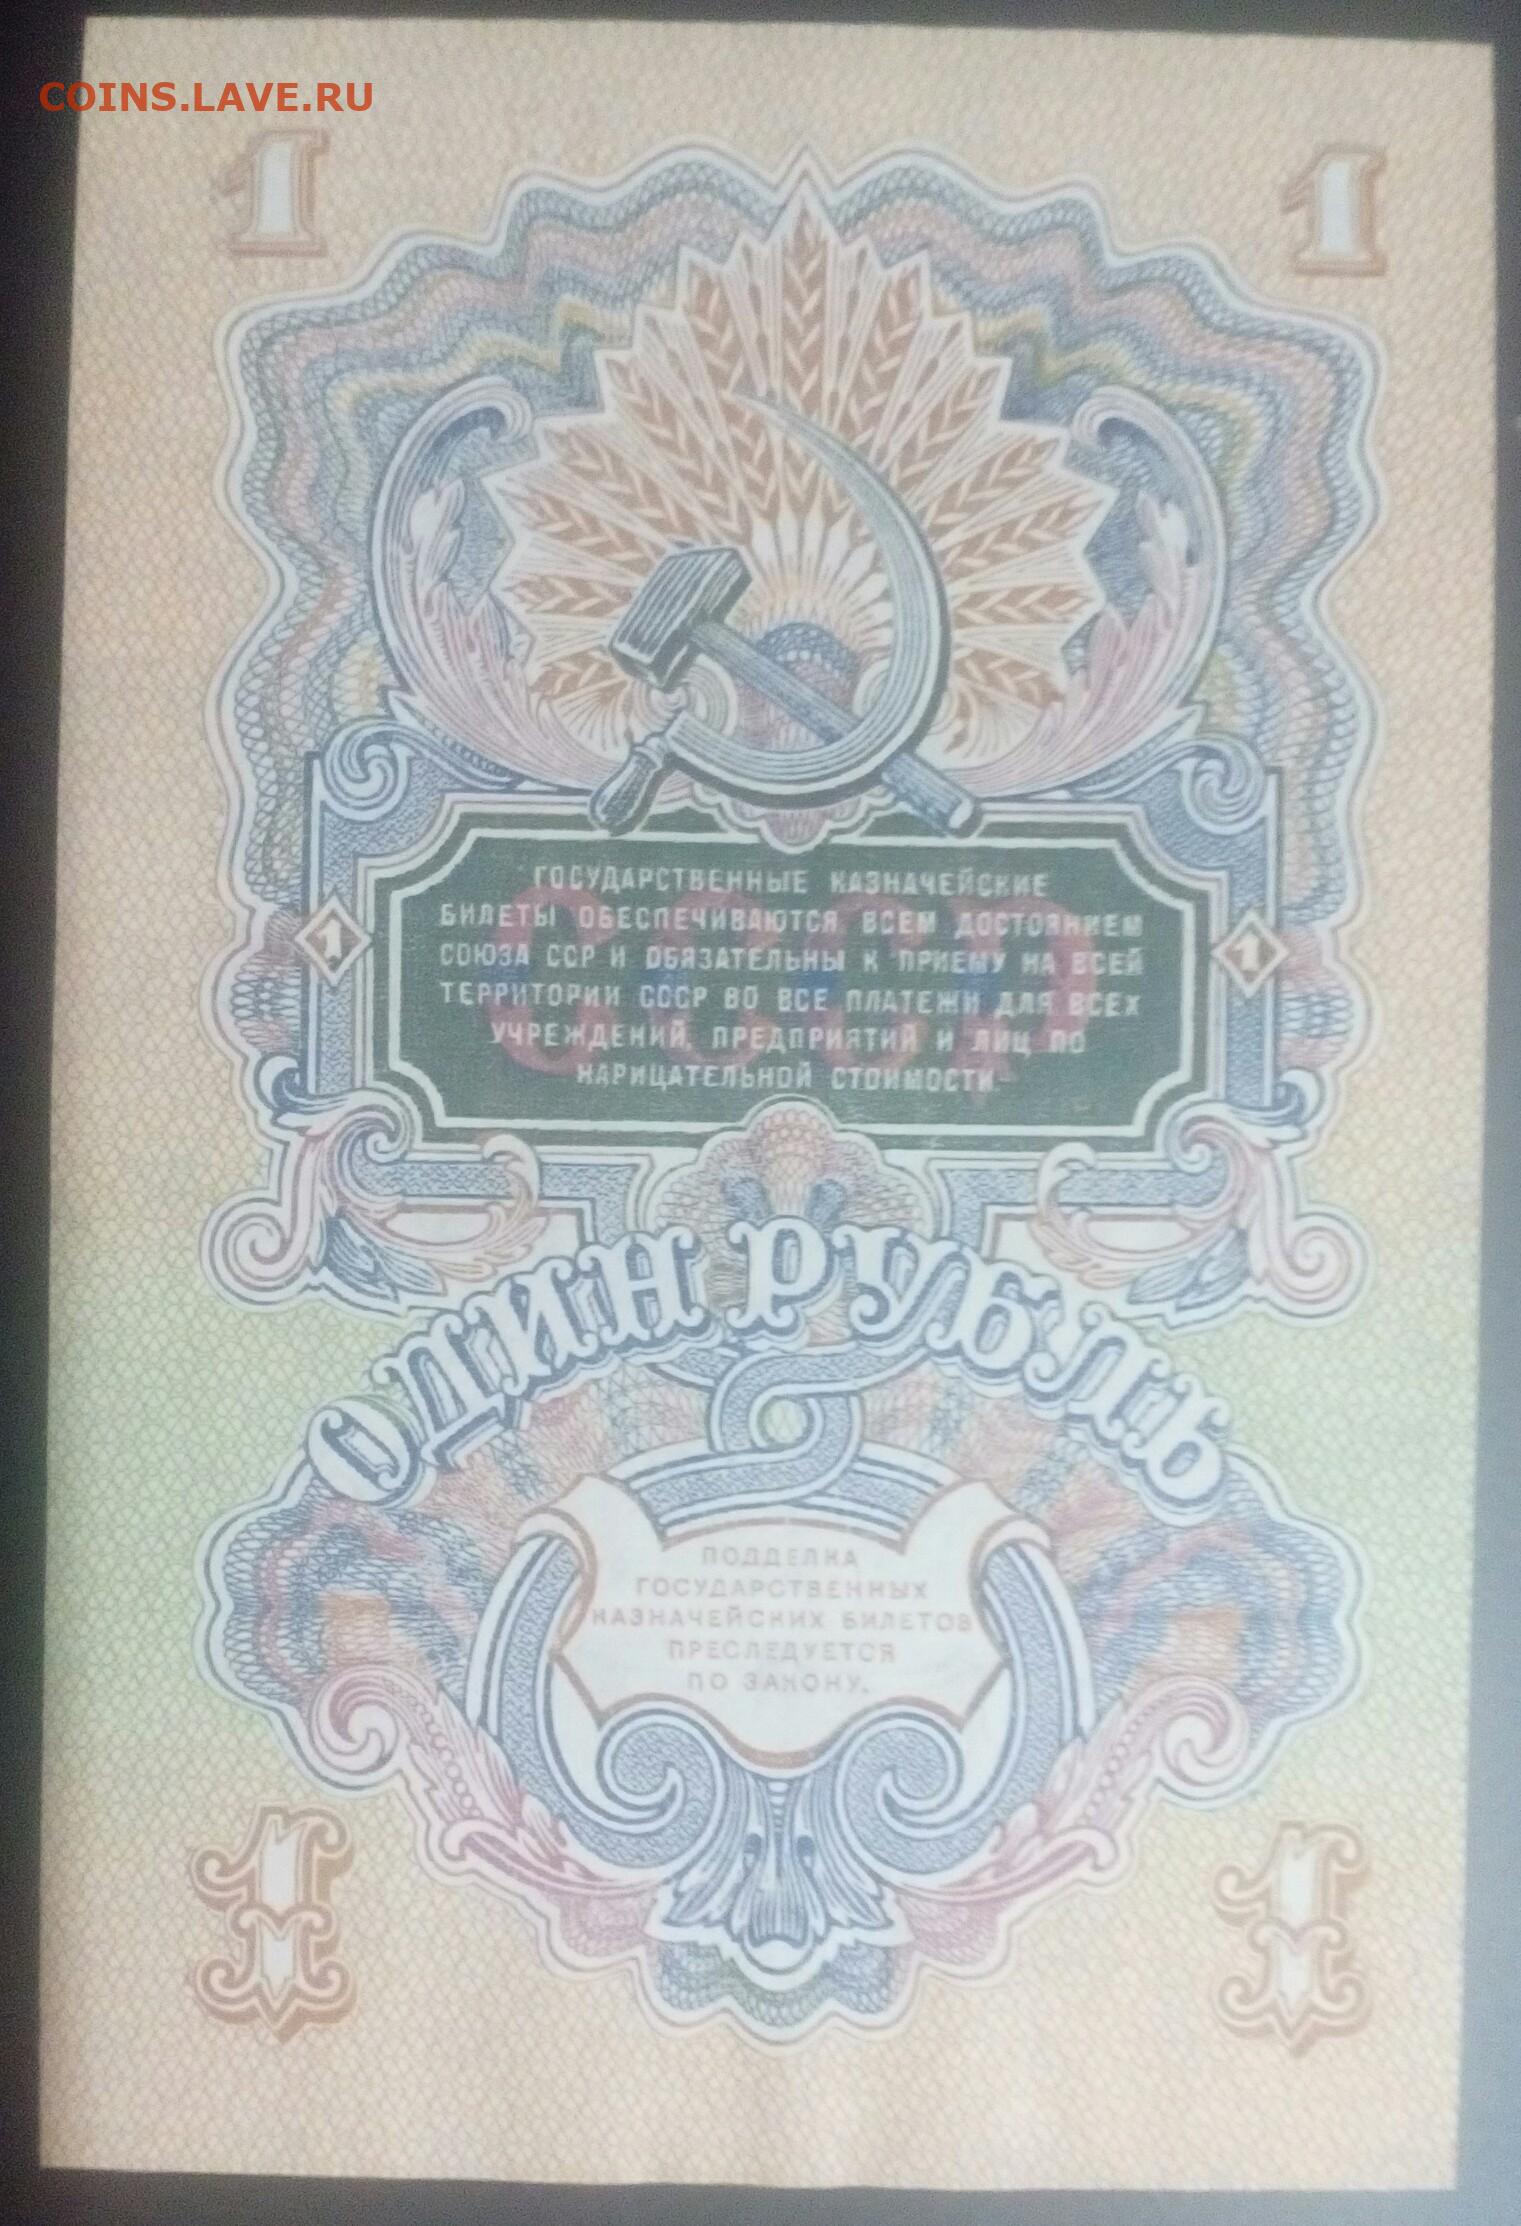 COINS.LAVE.RU
1 1
ГОСУДАРСТВЕННЫЕ КАЗНАЧЕЙСКИЕ
БИЛЕТЫ ОБЕСПЕЧИВАЮТСЯ ВСЕМ ДОСТОЯНИЕМ
СОЮЗА ССР И ОБЯЗАТЕЛЬНЫ К ПРИЕМУ НА ВСЕЙ
ТЕРРИТОРИИ СССР ВО ВСЕ ПЛАТЕЖИ ДЛЯ ВСЕХ
УЧРЕЖДЕНИЙ, ПРЕДПРИЯТИЙ И ЛИЦ ПО
НАРИЦАТЕЛЬНОЙ СТОИМОСТИ
СССР
1 1
ОДИН РУБЛЬ
ПОДДЕЛКА
ГОСУДАРСТВЕННЫХ
КАЗНАЧЕЙСКИХ БИЛЕТОВ
ПРЕСЛЕДУЕТСЯ
ПО ЗАКОНУ.
1 1